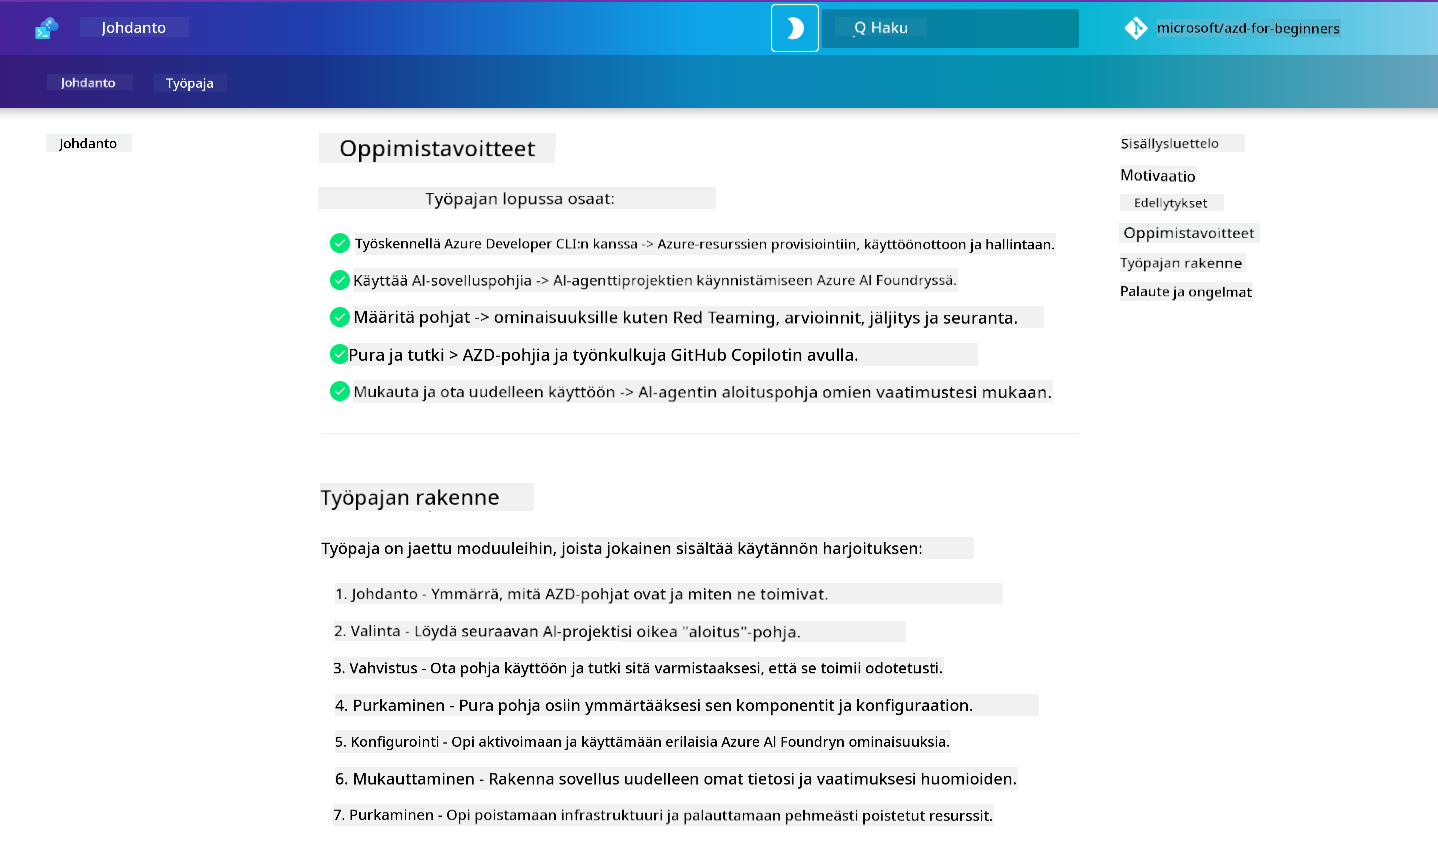 Johdanto
Q Haku
microsoft/azd-for-beginners
Johdanto
Työpaja
Johdanto
Oppimistavoitteet
Työpajan lopussa osaat:
Työskennellä Azure Developer CLI:n kanssa -> Azure-resurssien provisiointiin, käyttöönottoon ja hallintaan.
Käyttää AI-sovelluspohjia -> AI-agenttiprojektien käynnistämiseen Azure AI Foundryssä.
Määritä pohjat -> ominaisuuksille kuten Red Teaming, arvioinnit, jäljitys ja seuranta.
Pura ja tutki > AZD-pohjia ja työnkulkuja GitHub Copilotin avulla.
Mukauta ja ota uudelleen käyttöön -> AI-agentin aloituspohja omien vaatimustesi mukaan.
Työpajan rakenne
Työpaja on jaettu moduuleihin, joista jokainen sisältää käytännön harjoituksen:
1. Johdanto - Ymmärrä, mitä AZD-pohjat ovat ja miten ne toimivat.
2. Valinta - Löydä seuraavan AI-projektisi oikea "aloitus"-pohja.
3. Vahvistus - Ota pohja käyttöön ja tutki sitä varmistaaksesi, että se toimii odotetusti.
4. Purkaminen - Pura pohja osiin ymmärtääksesi sen komponentit ja konfiguraation.
5. Konfigurointi - Opi aktivoimaan ja käyttämään erilaisia Azure AI Foundryn ominaisuuksia.
6. Mukauttaminen - Rakenna sovellus uudelleen omat tietosi ja vaatimuksesi huomioiden.
7. Purkaminen - Opi poistamaan infrastruktuuri ja palauttamaan pehmeästi poistetut resurssit.
Sisällysluettelo
Motivaatio
Edellytykset
Oppimistavoitteet
Työpajan rakenne
Palaute ja ongelmat